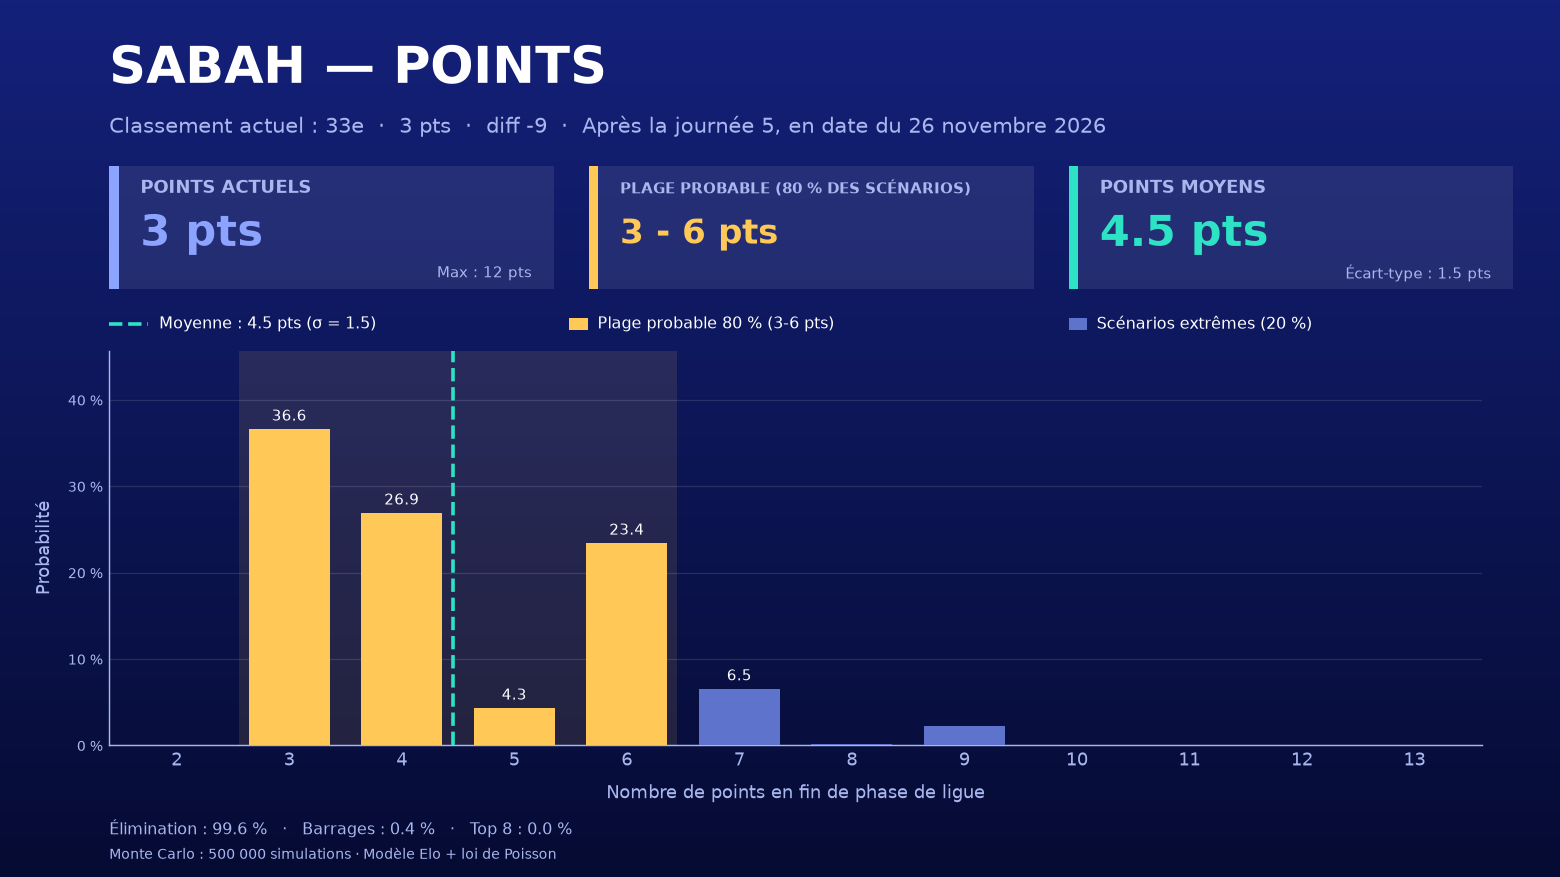 SABAH — POINTS
Classement actuel : 33e · 3 pts · diff -9 · Après la journée 5, en date du 26 novembre 2026
POINTS ACTUELS
3 pts
Max : 12 pts
PLAGE PROBABLE (80 % DES SCÉNARIOS)
3 - 6 pts
POINTS MOYENS
4.5 pts
Écart-type : 1.5 pts
Moyenne : 4.5 pts (σ = 1.5)
Plage probable 80 % (3-6 pts)
Scénarios extrêmes (20 %)
Probabilité
40 %
30 %
20 %
10 %
0 %
36.6
26.9
4.3
23.4
6.5
2 3 4 5 6 7 8 9 10 11 12 13
Nombre de points en fin de phase de ligue
Élimination : 99.6 % · Barrages : 0.4 % · Top 8 : 0.0 %
Monte Carlo : 500 000 simulations · Modèle Elo + loi de Poisson